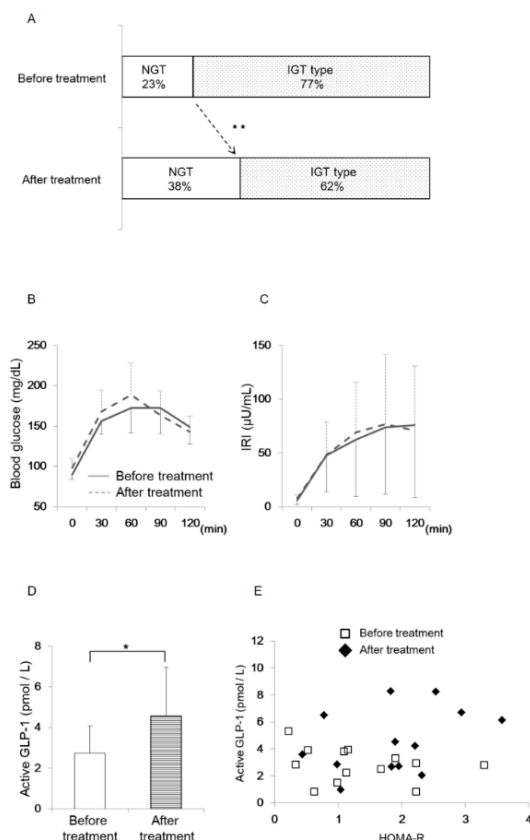 A
Before treatment
NGT
23%
IGT type
77%
**
After treatment
NGT
38%
IGT type
62%
B
Blood glucose (mg/dL)
250
200
150
100
50
Before treatment
After treatment
0 30 60 90 120 (min)
C
IRI (μU/mL)
150
100
50
0
0 30 60 90 120 (min)
D
Active GLP-1 (pmol / L)
8
6
4
2
0
*
Before treatment
After treatment
E
Before treatment
After treatment
Active GLP-1 (pmol/L)
12
10
8
6
4
2
0
0 1 2 3 4
HOMA-R